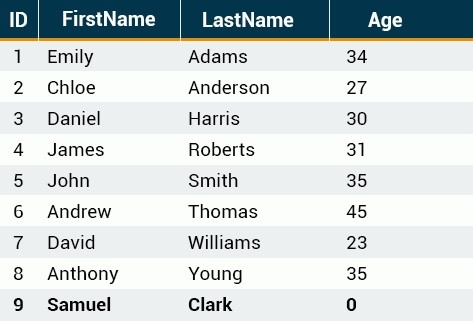 ID FirstName LastName Age
1 Emily Adams 34
2 Chloe Anderson 27
3 Daniel Harris 30
4 James Roberts 31
5 John Smith 35
6 Andrew Thomas 45
7 David Williams 23
8 Anthony Young 35
9 Samuel Clark 0